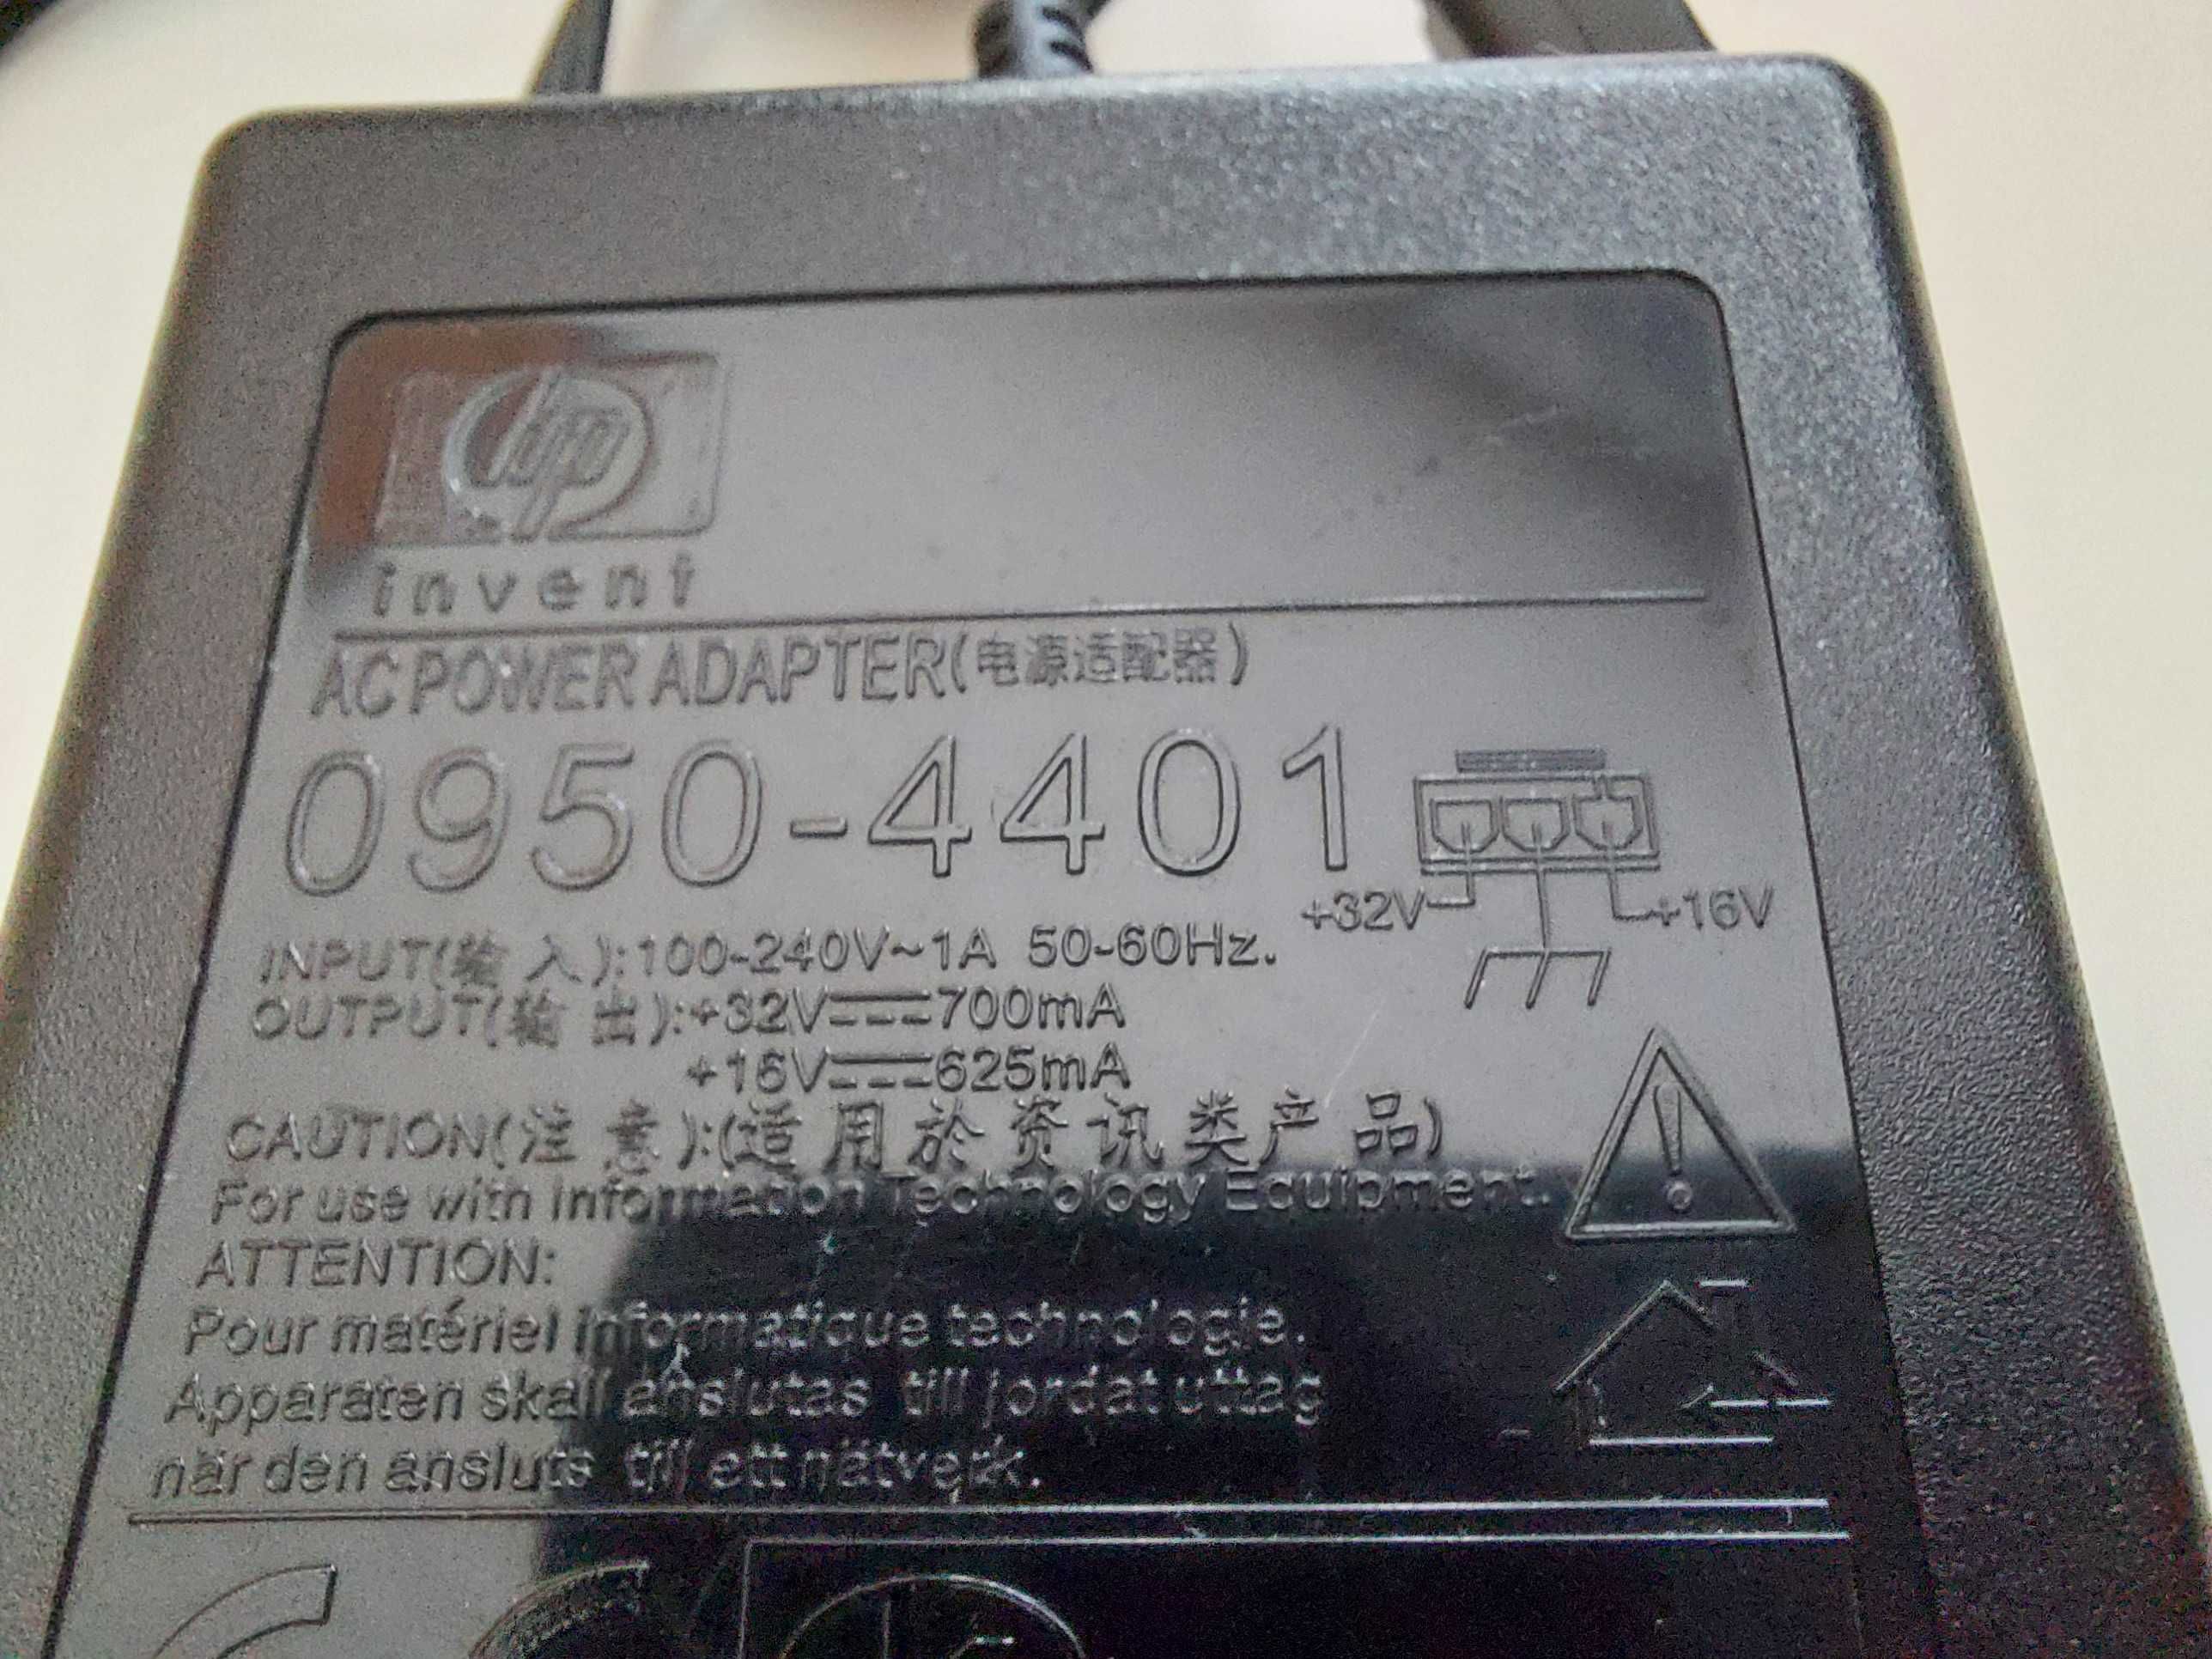 hp
invent
AC POWER ADAPTER(电源适配器)
0950-4401
+32V
+16V
INPUT(输 入):100-240V~1A 50-60Hz.
OUTPUT(输 出):+32V⎓700mA
+16V⎓625mA
CAUTION(注 意):(适用於资讯类产品)
For use with Information Technology Equipment.
ATTENTION:
Pour matériel informatique technologie.
Apparaten skall anslutas till jordat uttag
när den ansluts till ett nätverk.